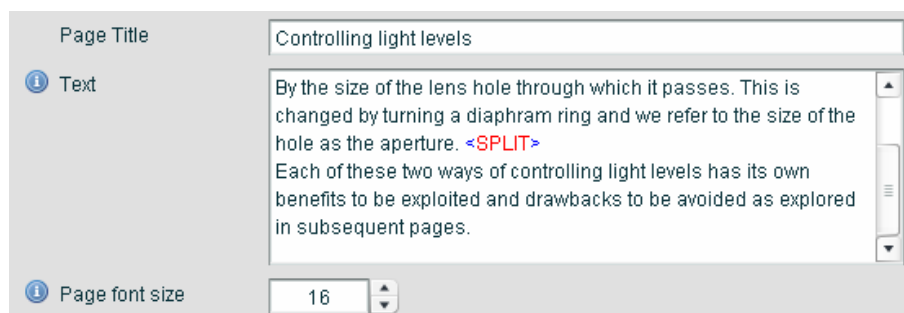 Page Title
Controlling light levels
Text
By the size of the lens hole through which it passes. This is
changed by turning a diaphram ring and we refer to the size of the
hole as the aperture. <SPLIT>
Each of these two ways of controlling light levels has its own
benefits to be exploited and drawbacks to be avoided as explored
in subsequent pages.
Page font size
16